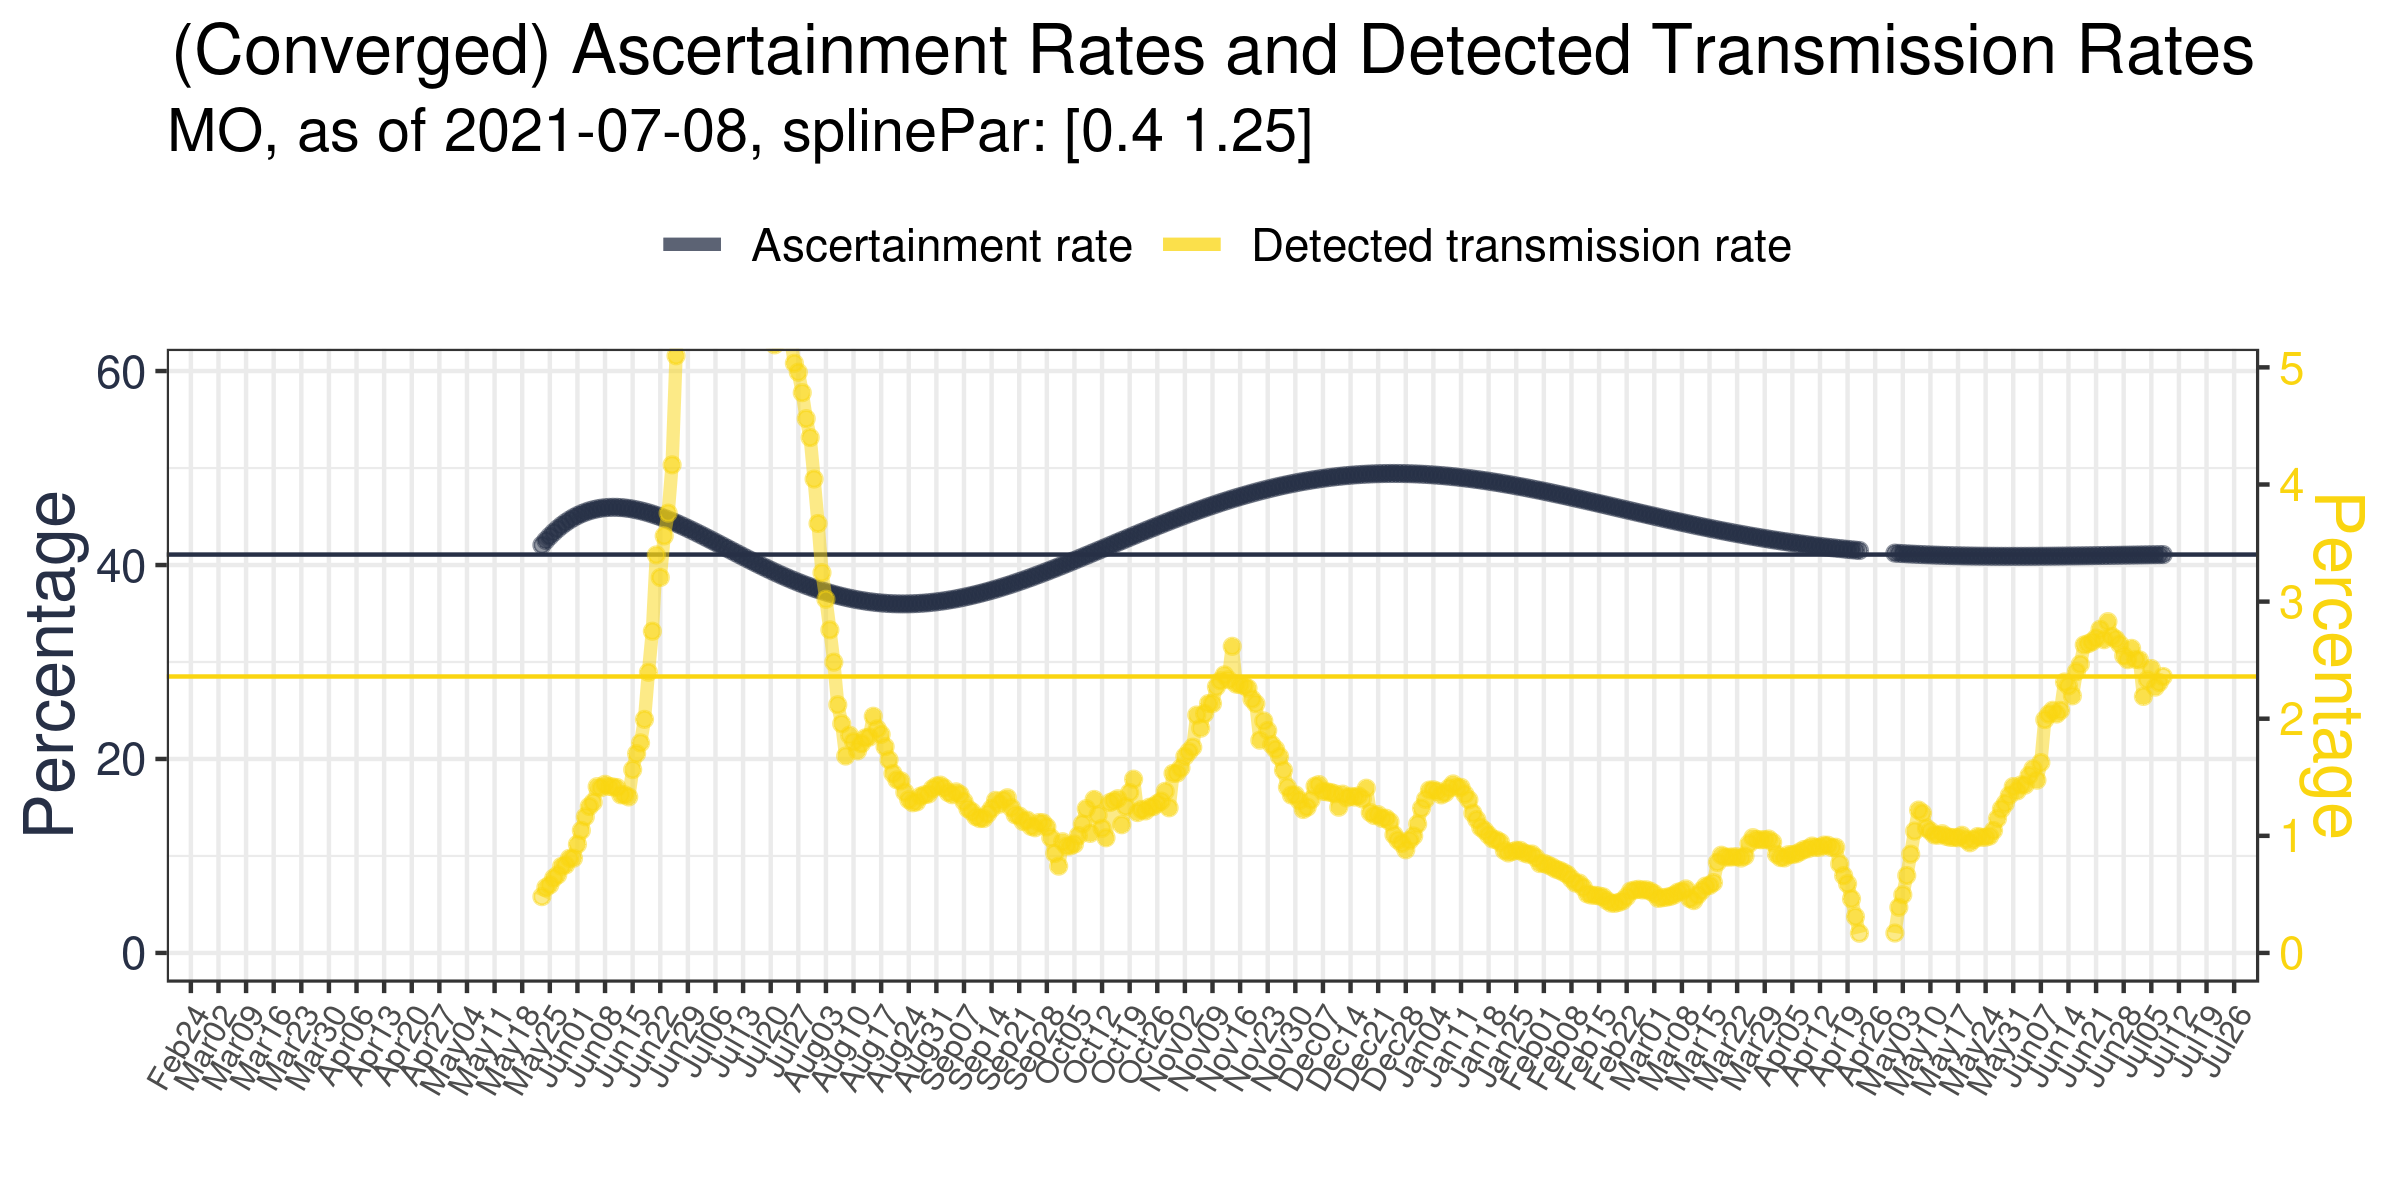 (Converged) Ascertainment Rates and Detected Transmission Rates
MO, as of 2021-07-08, splinePar: [0.4 1.25]
Ascertainment rate
Detected transmission rate
Percentage
60
40
20
0
5
4
3
2
1
0
Percentage
Feb24
Mar02
Mar09
Mar16
Mar23
Mar30
Apr06
Apr13
Apr20
Apr27
May04
May11
May18
May25
Jun01
Jun08
Jun15
Jun22
Jun29
Jul06
Jul13
Jul20
Jul27
Aug03
Aug10
Aug17
Aug24
Aug31
Sep07
Sep14
Sep21
Sep28
Oct05
Oct12
Oct19
Oct26
Nov02
Nov09
Nov16
Nov23
Nov30
Dec07
Dec14
Dec21
Dec28
Jan04
Jan11
Jan18
Jan25
Feb01
Feb08
Feb15
Feb22
Mar01
Mar08
Mar15
Mar22
Mar29
Apr05
Apr12
Apr19
Apr26
May03
May10
May17
May24
May31
Jun07
Jun14
Jun21
Jun28
Jul05
Jul12
Jul19
Jul26